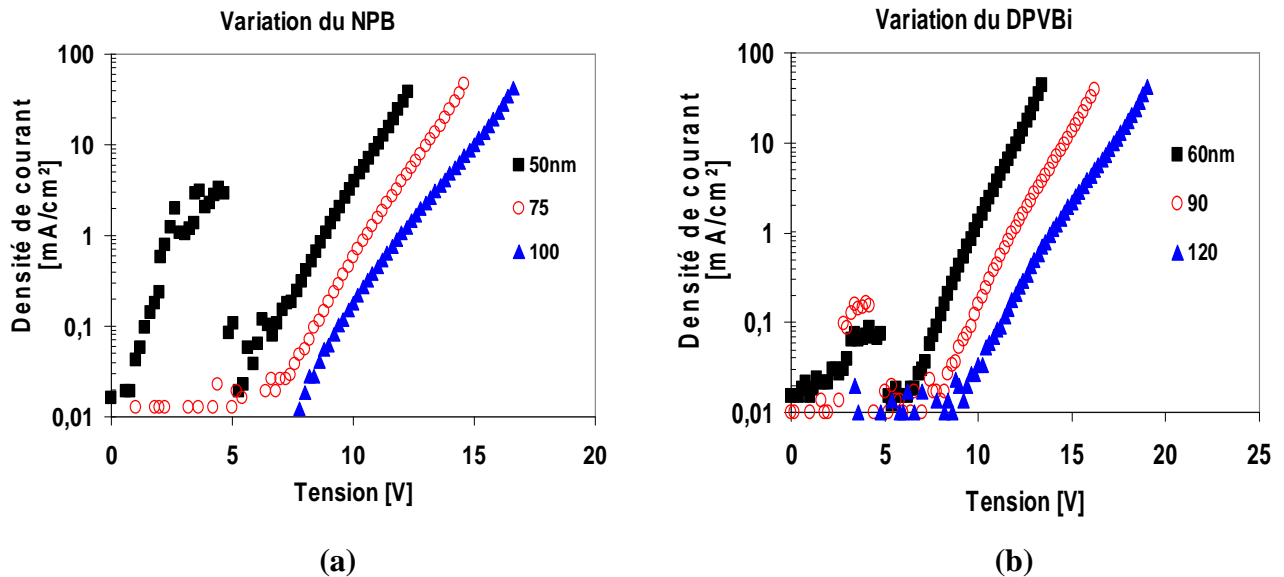 Variation du NPB
100
10
1
0,1
0,01
0
5
10
15
20
Densité de courant
[mA/cm²]
Tension [V]
50nm
75
100
(a)
Variation du DPVBi
100
10
1
0,1
0,01
0
5
10
15
20
25
Densité de courant
[mA/cm²]
Tension [V]
60nm
90
120
(b)